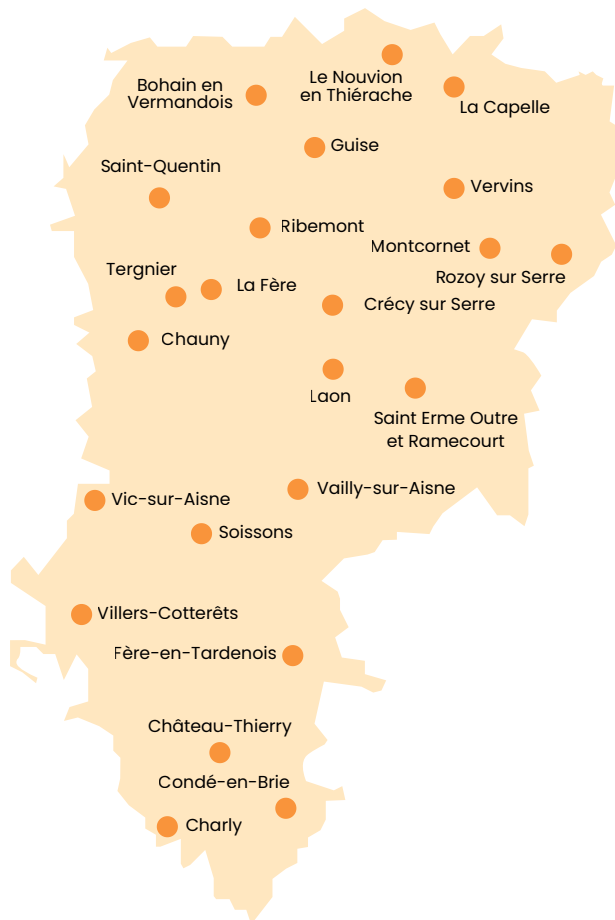 Le Nouvion
en Thiérache
Bohain en
Vermandois
La Capelle
Guise
Saint-Quentin
Vervins
Ribemont
Montcornet
Rozoy sur Serre
Tergnier
La Fère
Crécy sur Serre
Chauny
Laon
Saint Erme Outre
et Ramecourt
Vailly-sur-Aisne
Vic-sur-Aisne
Soissons
Villers-Cotterêts
Fère-en-Tardenois
Château-Thierry
Condé-en-Brie
Charly